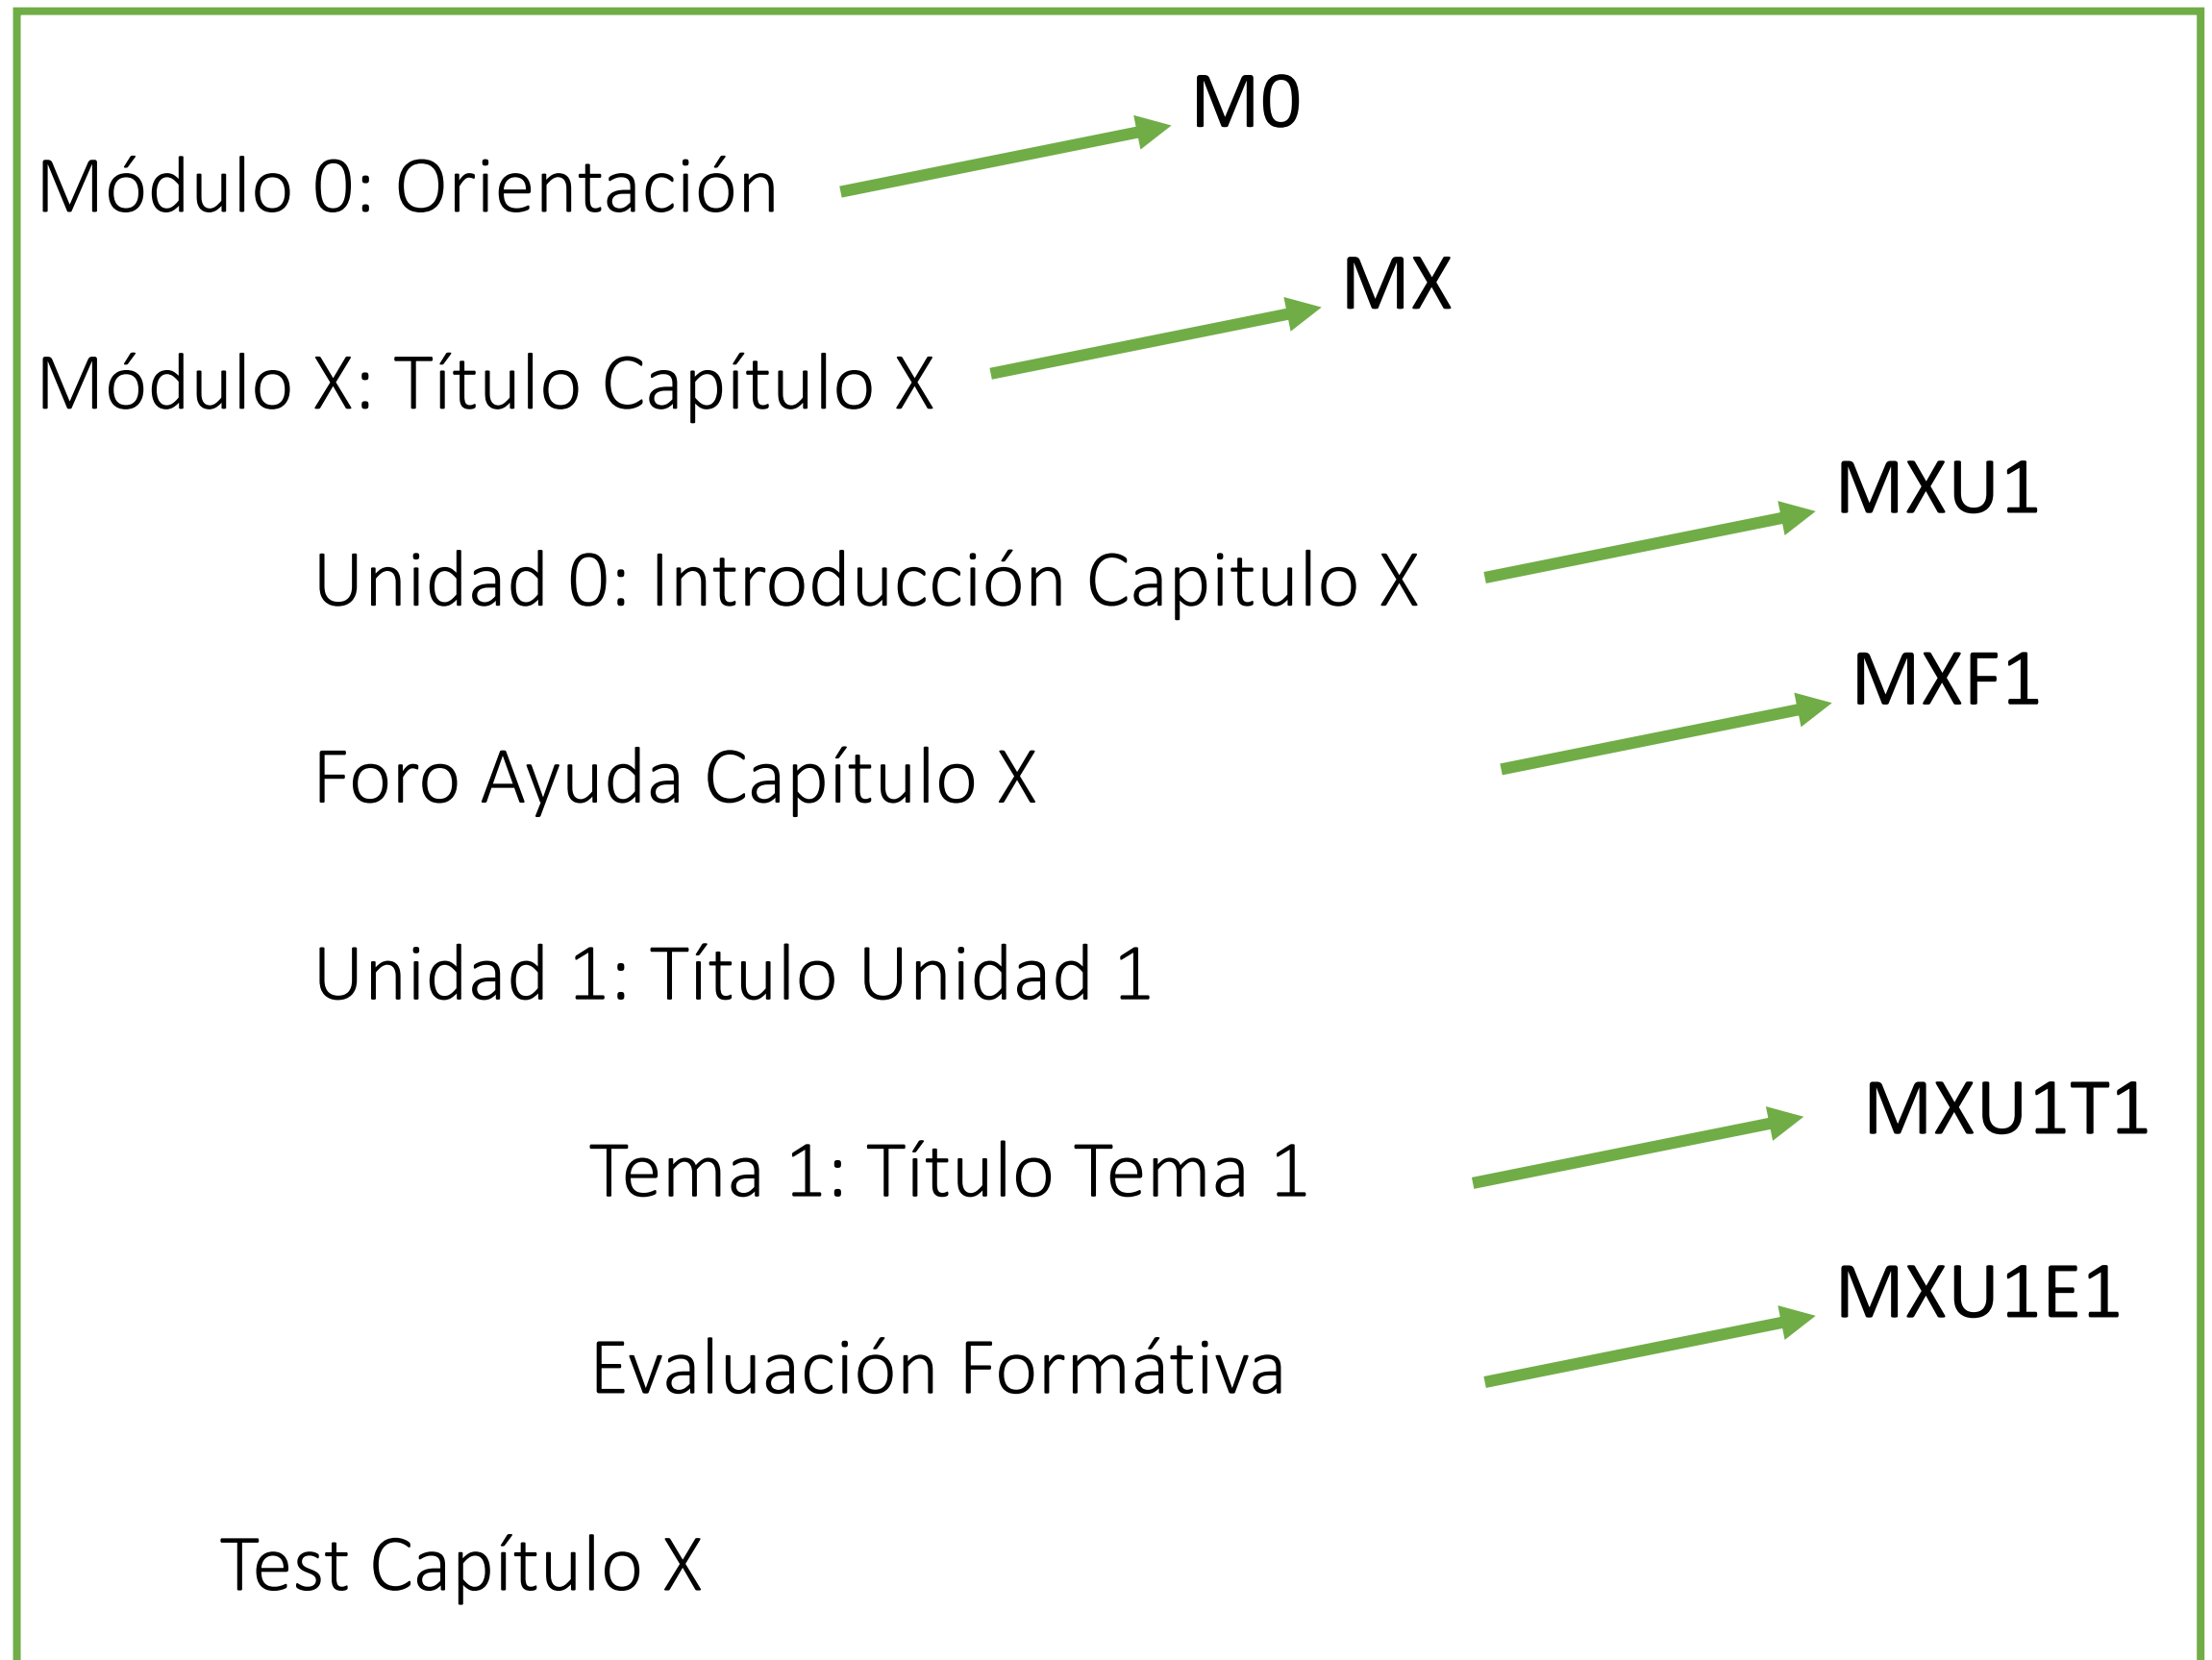 M0
Módulo 0: Orientación
MX
Módulo X: Título Capítulo X
MXU1
Unidad 0: Introducción Capitulo X
MXF1
Foro Ayuda Capítulo X
Unidad 1: Título Unidad 1
MXU1T1
Tema 1: Título Tema 1
MXU1E1
Evaluación Formátiva
Test Capítulo X